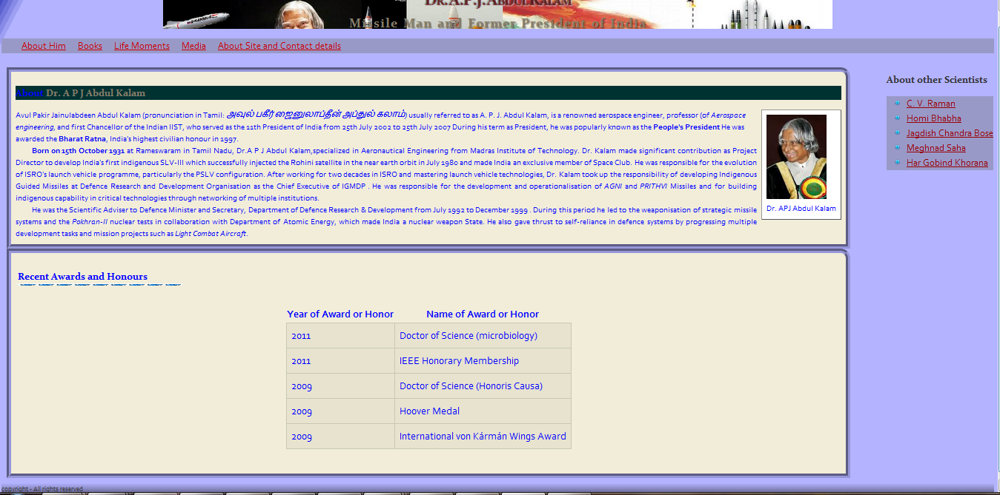 Dr.A.P.J.AbdulKalam
Missile Man and Former President of India
About Him Books Life Moments Media About Site and Contact details
About Dr. A P J Abdul Kalam
Avul Pakir Jainulabdeen Abdul Kalam (pronunciation in Tamil: அவுல் பகீர் ஜைனுலாப்தீன் அப்துல் கலாம்) usually referred to as A. P. J. Abdul Kalam, is a renowned aerospace engineer, professor (of Aerospace
engineering, and first Chancellor of the Indian IIST, who served as the 11th President of India from 25th July 2002 to 25th July 2007 During his term as President, he was popularly known as the People's President He was
awarded the Bharat Ratna, India's highest civilian honour in 1997.
Born on 15th October 1931 at Rameswaram in Tamil Nadu, Dr.A P J Abdul Kalam,specialized in Aeronautical Engineering from Madras Institute of Technology. Dr. Kalam made significant contribution as Project
Director to develop India's first indigenous SLV-III which successfully injected the Rohini satellite in the near earth orbit in July 1980 and made India an exclusive member of Space Club. He was responsible for the evolution
of ISRO's launch vehicle programme, particularly the PSLV configuration. After working for two decades in ISRO and mastering launch vehicle technologies, Dr. Kalam took up the responsibility of developing Indigenous
Guided Missiles at Defence Research and Development Organisation as the Chief Executive of IGMDP . He was responsible for the development and operationalisation of AGNI and PRITHVI Missiles and for building
indigenous capability in critical technologies through networking of multiple institutions.
He was the Scientific Adviser to Defence Minister and Secretary, Department of Defence Research & Development from July 1992 to December 1999 . During this period he led to the weaponisation of strategic missile
systems and the Pokhran-II nuclear tests in collaboration with Department of Atomic Energy, which made India a nuclear weapon State. He also gave thrust to self-reliance in defence systems by progressing multiple
development tasks and mission projects such as Light Combat Aircraft.
Dr. APJ Abdul Kalam
About other Scientists
C. V. Raman
Homi Bhabha
Jagdish Chandra Bose
Meghnad Saha
Har Gobind Khorana
Recent Awards and Honours
Year of Award or Honor Name of Award or Honor
2011 Doctor of Science (microbiology)
2011 IEEE Honorary Membership
2009 Doctor of Science (Honoris Causa)
2009 Hoover Medal
2009 International von Kármán Wings Award
copyright - All rights reserved